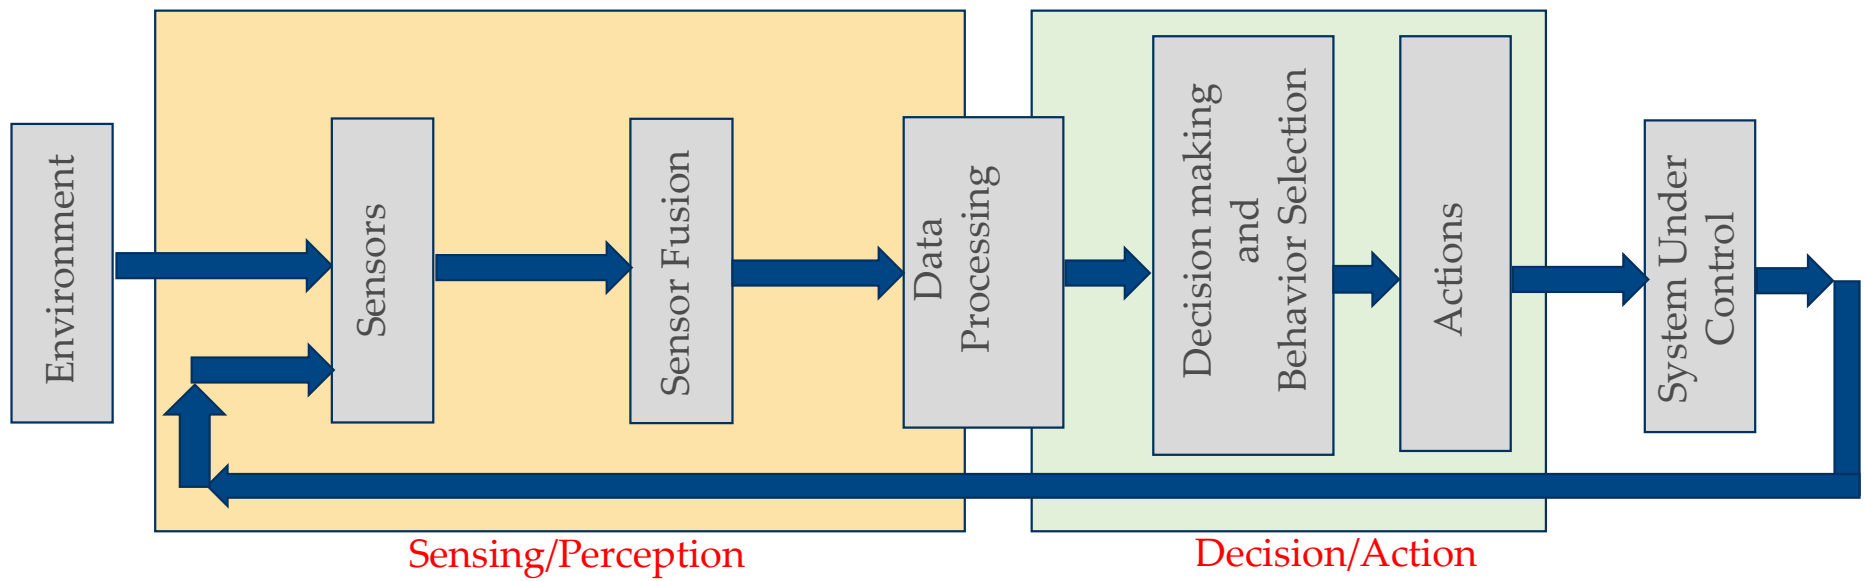 Environment
Sensors
Sensor Fusion
Data
Processing
Decision making
and
Behavior Selection
Actions
System Under
Control
Sensing/Perception
Decision/Action